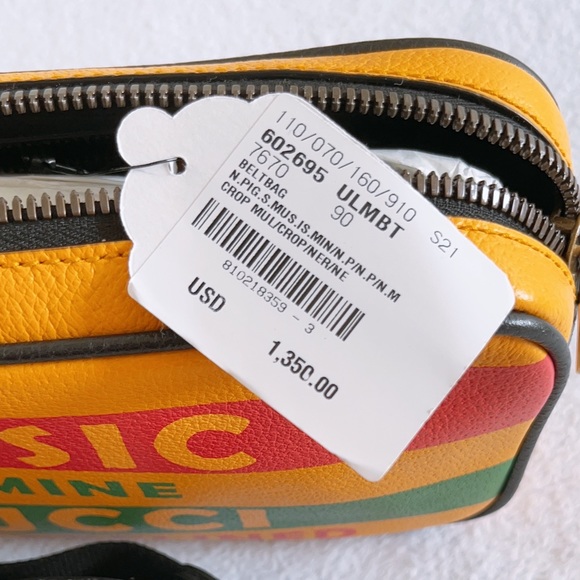 110/070/160/910 S21
602695 ULMBT
7670 90
BELTBAG
N.PIG.S.MUS.IS.MIN/N.P/N.P/N.M
CROP MUL/CROP/NER/NE
810218359 - 3
USD 1,350.00
SIC
MINE
CCI